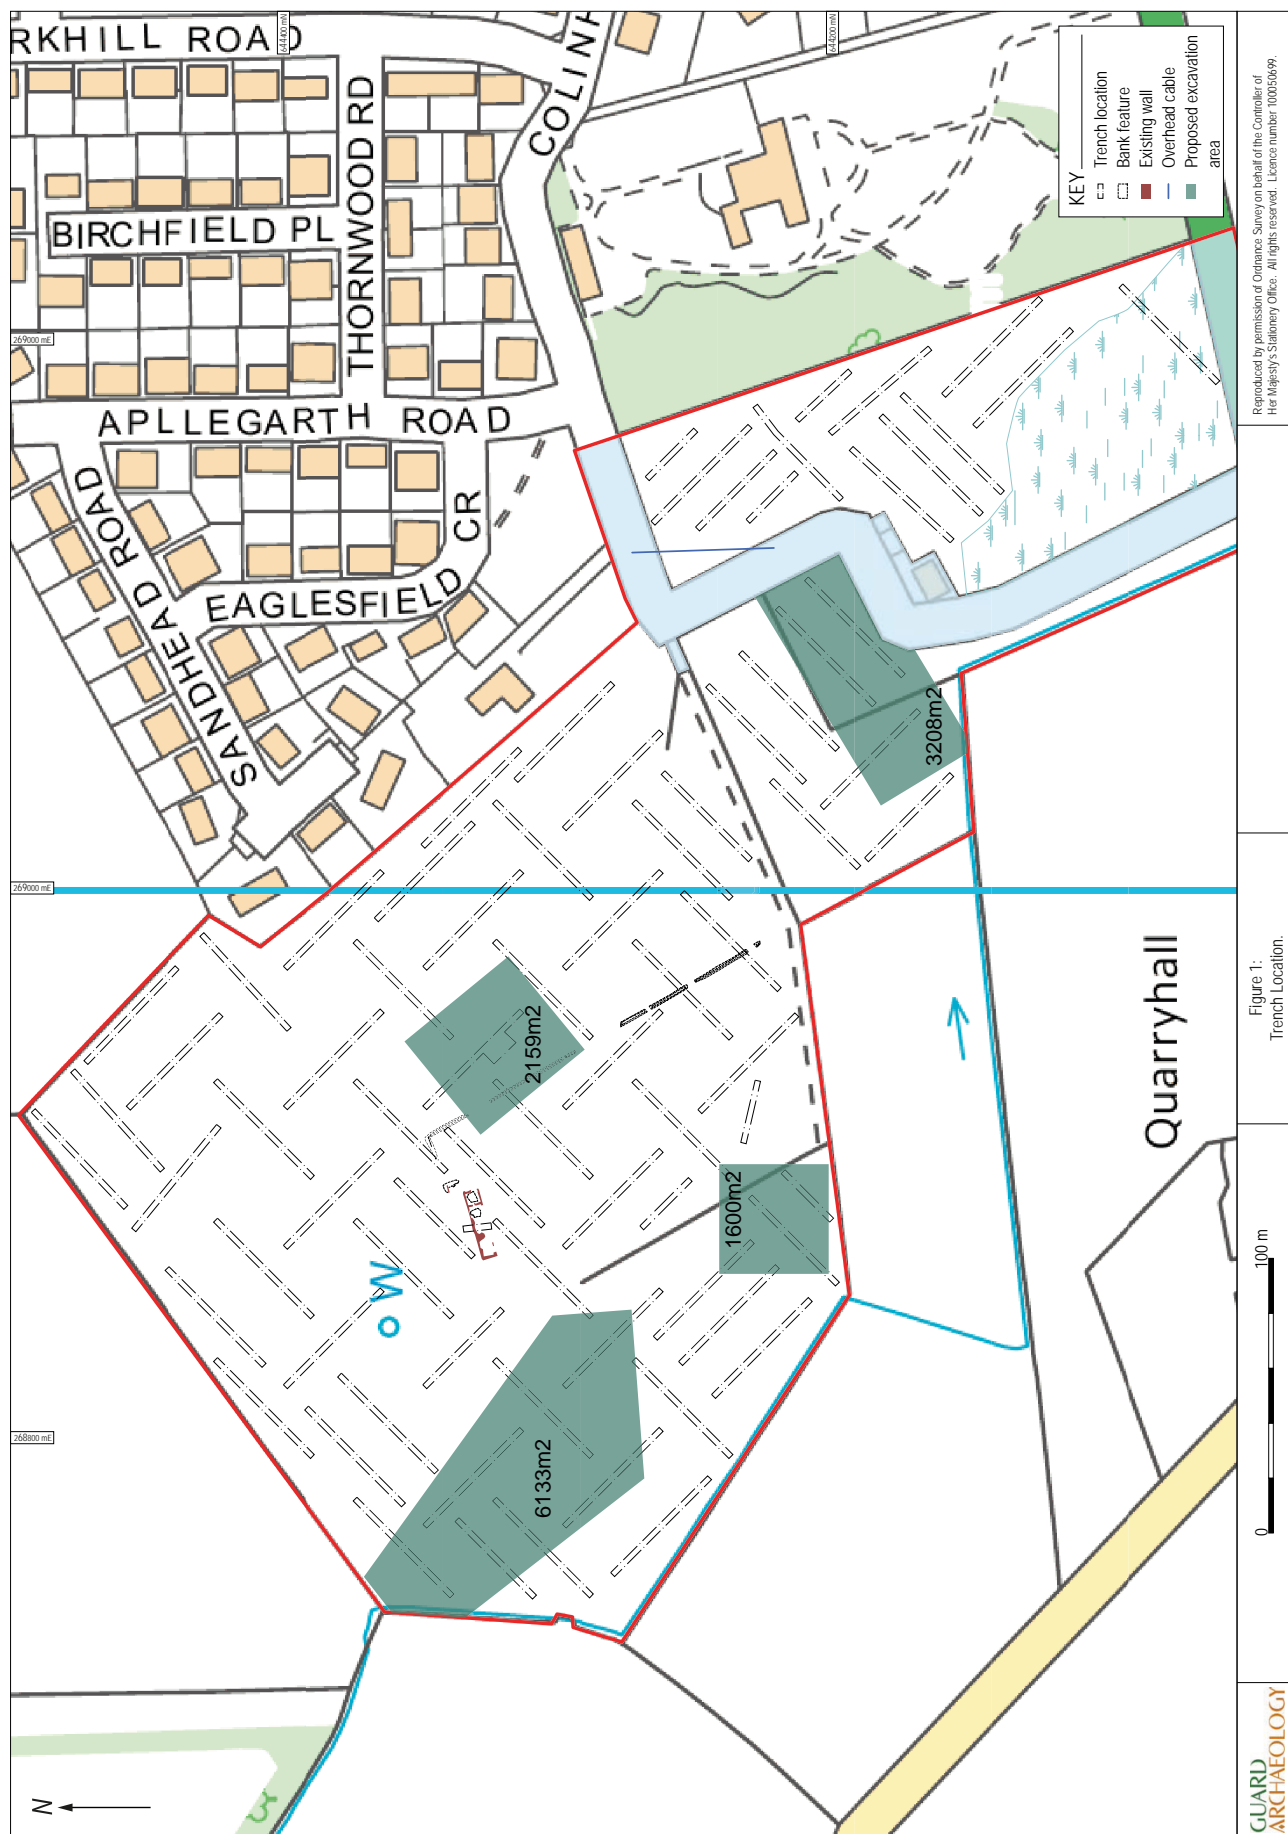 RKHILL ROAD
644400 mN
THORNWOOD RD
COLINH
644200 mN
BIRCHFIELD PL
269000 mE
APLLEGARTH ROAD
SANDHEAD ROAD
EAGLESFIELD CR
KEY
Trench location
Bank feature
Existing wall
Overhead cable
Proposed excavation
area
3208m2
269000 mE
2159m2
1600m2
W
6133m2
268800 mE
Quarryhall
N
0
100 m
Reproduced by permission of Ordnance Survey on behalf of the Controller of
Her Majesty's Stationery Office. All rights reserved. Licence number 100050699.
Figure 1:
Trench Location.
GUARD
ARCHAEOLOGY